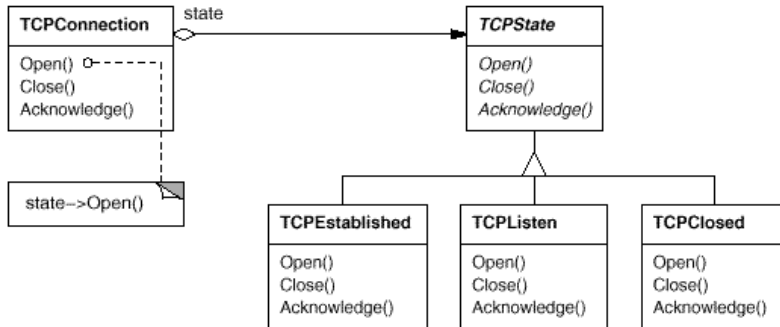 state
TCPConnection
Open()
Close()
Acknowledge()
state->Open()
TCPState
Open()
Close()
Acknowledge()
TCPEstablished
Open()
Close()
Acknowledge()
TCPListen
Open()
Close()
Acknowledge()
TCPClosed
Open()
Close()
Acknowledge()